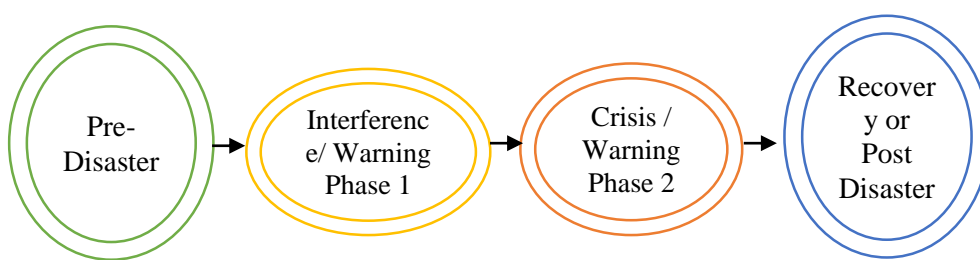 Pre-
Disaster
Interferenc
e/ Warning
Phase 1
Crisis /
Warning
Phase 2
Recover
y or
Post
Disaster